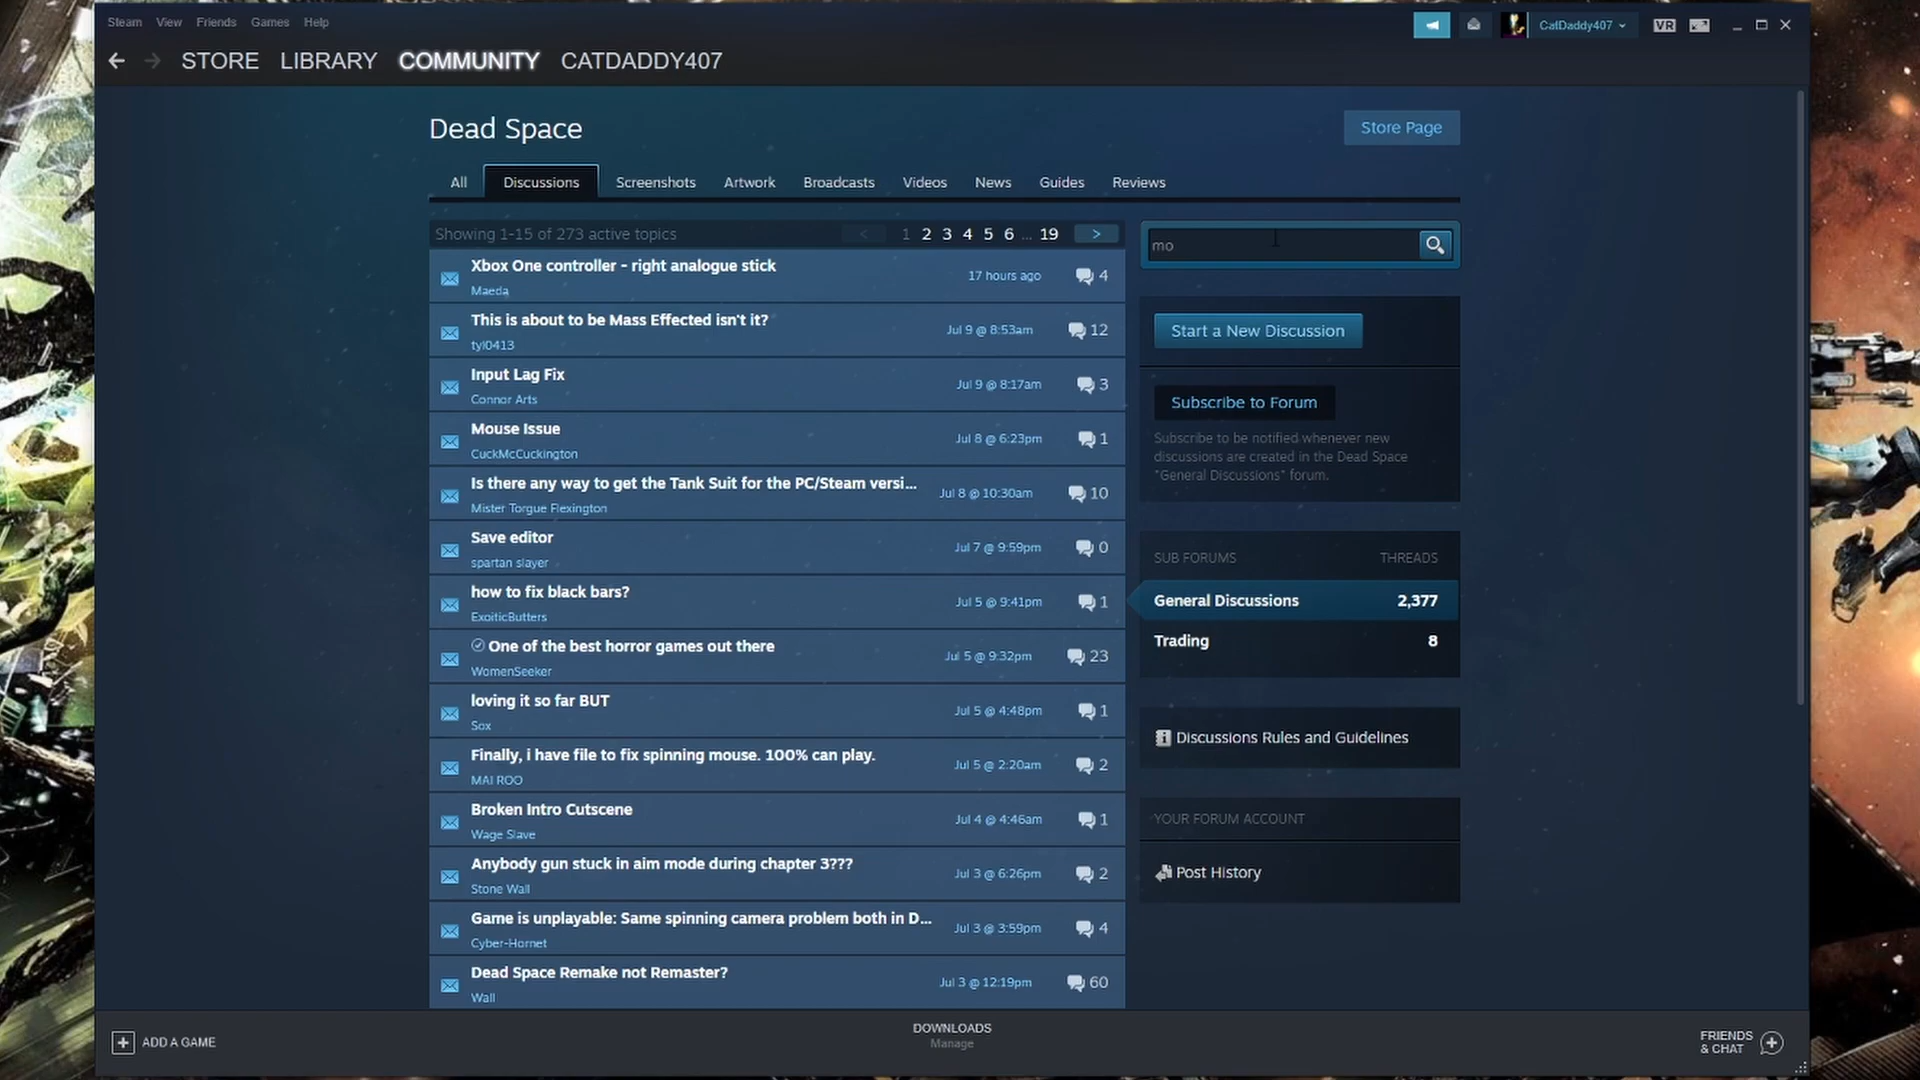 Steam View Friends Games Help
CatDaddy407
VR
STORE LIBRARY COMMUNITY CATDADDY407
Dead Space
Store Page
All Discussions Screenshots Artwork Broadcasts Videos News Guides Reviews
Showing 1-15 of 273 active topics
< 1 2 3 4 5 6 ... 19 >
mo
Xbox One controller - right analogue stick
17 hours ago 4
Maeda
This is about to be Mass Effected isn't it?
Jul 9 @ 8:53am 12
tyl0413
Input Lag Fix
Jul 9 @ 8:17am 3
Connor Arts
Mouse Issue
Jul 8 @ 6:23pm 1
CuckMcCuckington
Is there any way to get the Tank Suit for the PC/Steam versi...
Jul 8 @ 10:30am 10
Mister Torgue Flexington
Save editor
Jul 7 @ 9:59pm 0
spartan slayer
how to fix black bars?
Jul 5 @ 9:41pm 1
ExoiticButters
One of the best horror games out there
Jul 5 @ 9:32pm 23
WomenSeeker
loving it so far BUT
Jul 5 @ 4:48pm 1
Sox
Finally, i have file to fix spinning mouse. 100% can play.
Jul 5 @ 2:20am 2
MAI ROO
Broken Intro Cutscene
Jul 4 @ 4:46am 1
Wage Slave
Anybody gun stuck in aim mode during chapter 3???
Jul 3 @ 6:26pm 2
Stone Wall
Game is unplayable: Same spinning camera problem both in D...
Jul 3 @ 3:59pm 4
Cyber-Hornet
Dead Space Remake not Remaster?
Jul 3 @ 12:19pm 60
Wall
Start a New Discussion
Subscribe to Forum
Subscribe to be notified whenever new
discussions are created in the Dead Space
"General Discussions" forum.
SUB FORUMS THREADS
General Discussions 2,377
Trading 8
Discussions Rules and Guidelines
YOUR FORUM ACCOUNT
Post History
ADD A GAME
DOWNLOADS
Manage
FRIENDS
& CHAT